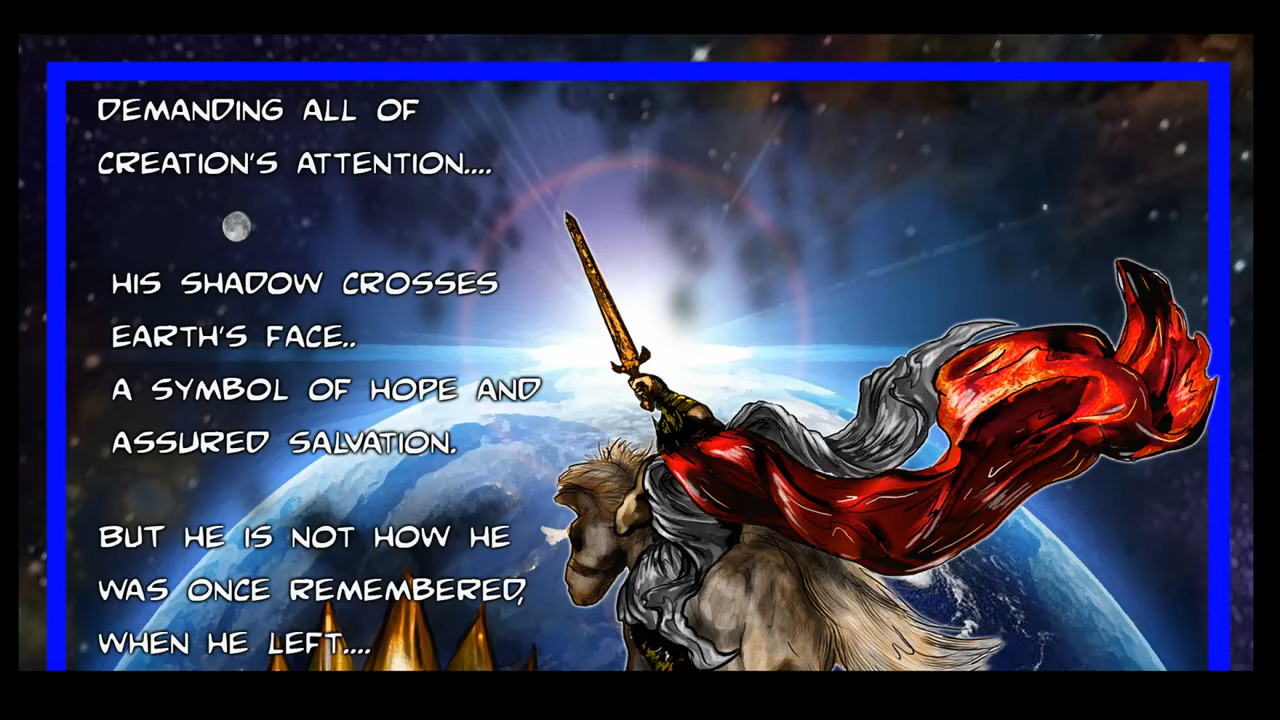 DEMANDING ALL OF
CREATION'S ATTENTION....
HIS SHADOW CROSSES
EARTH'S FACE..
A SYMBOL OF HOPE AND
ASSURED SALVATION.
BUT HE IS NOT HOW HE
WAS ONCE REMEMBERED,
WHEN HE LEFT....